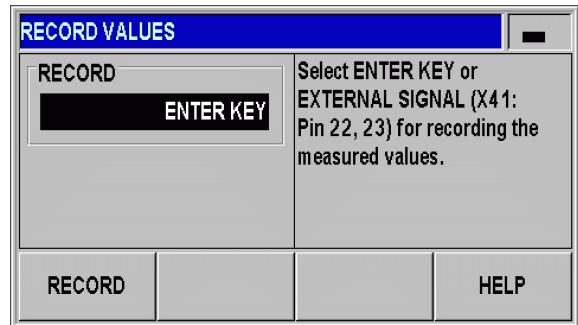 RECORD VALUES
RECORD
ENTER KEY
Select ENTER KEY or
EXTERNAL SIGNAL (X41:
Pin 22, 23) for recording the
measured values.
RECORD
HELP